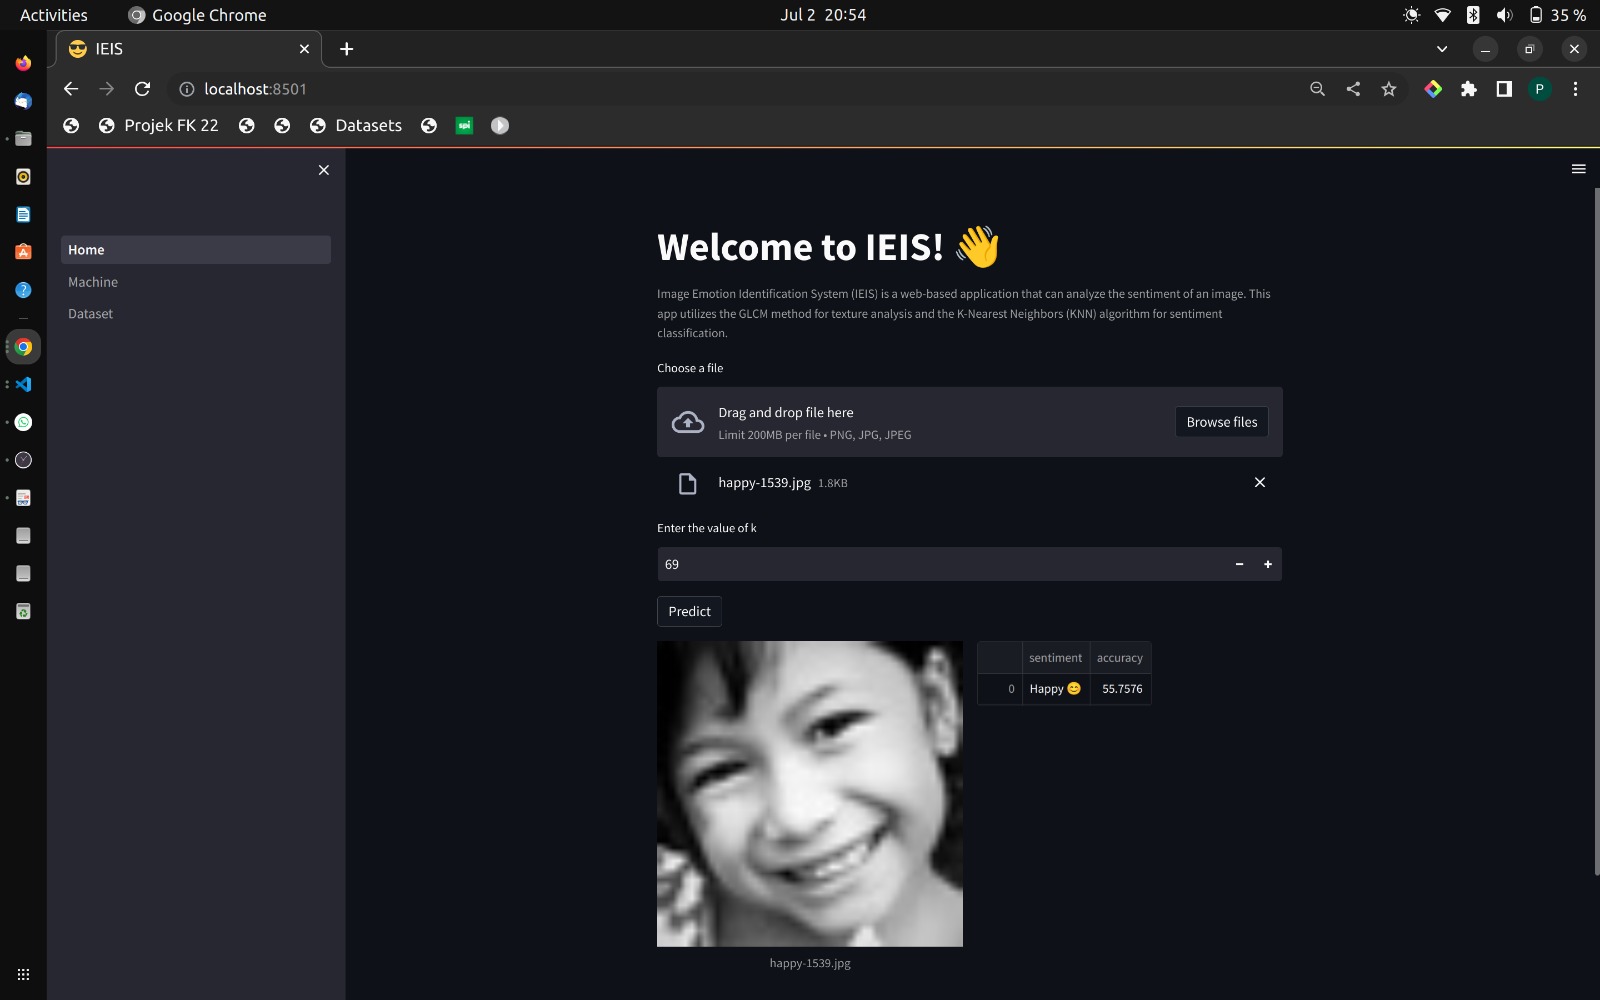 Activities
Google Chrome
Jul 2 20:54
35 %
IEIS
localhost:8501
P
Projek FK 22
Datasets
spi
Home
Machine
Dataset
Welcome to IEIS! 👋
Image Emotion Identification System (IEIS) is a web-based application that can analyze the sentiment of an image. This
app utilizes the GLCM method for texture analysis and the K-Nearest Neighbors (KNN) algorithm for sentiment
classification.
Choose a file
Drag and drop file here
Limit 200MB per file • PNG, JPG, JPEG
Browse files
happy-1539.jpg 1.8KB
Enter the value of k
69
Predict
sentiment accuracy
0 Happy 😊 55.7576
happy-1539.jpg